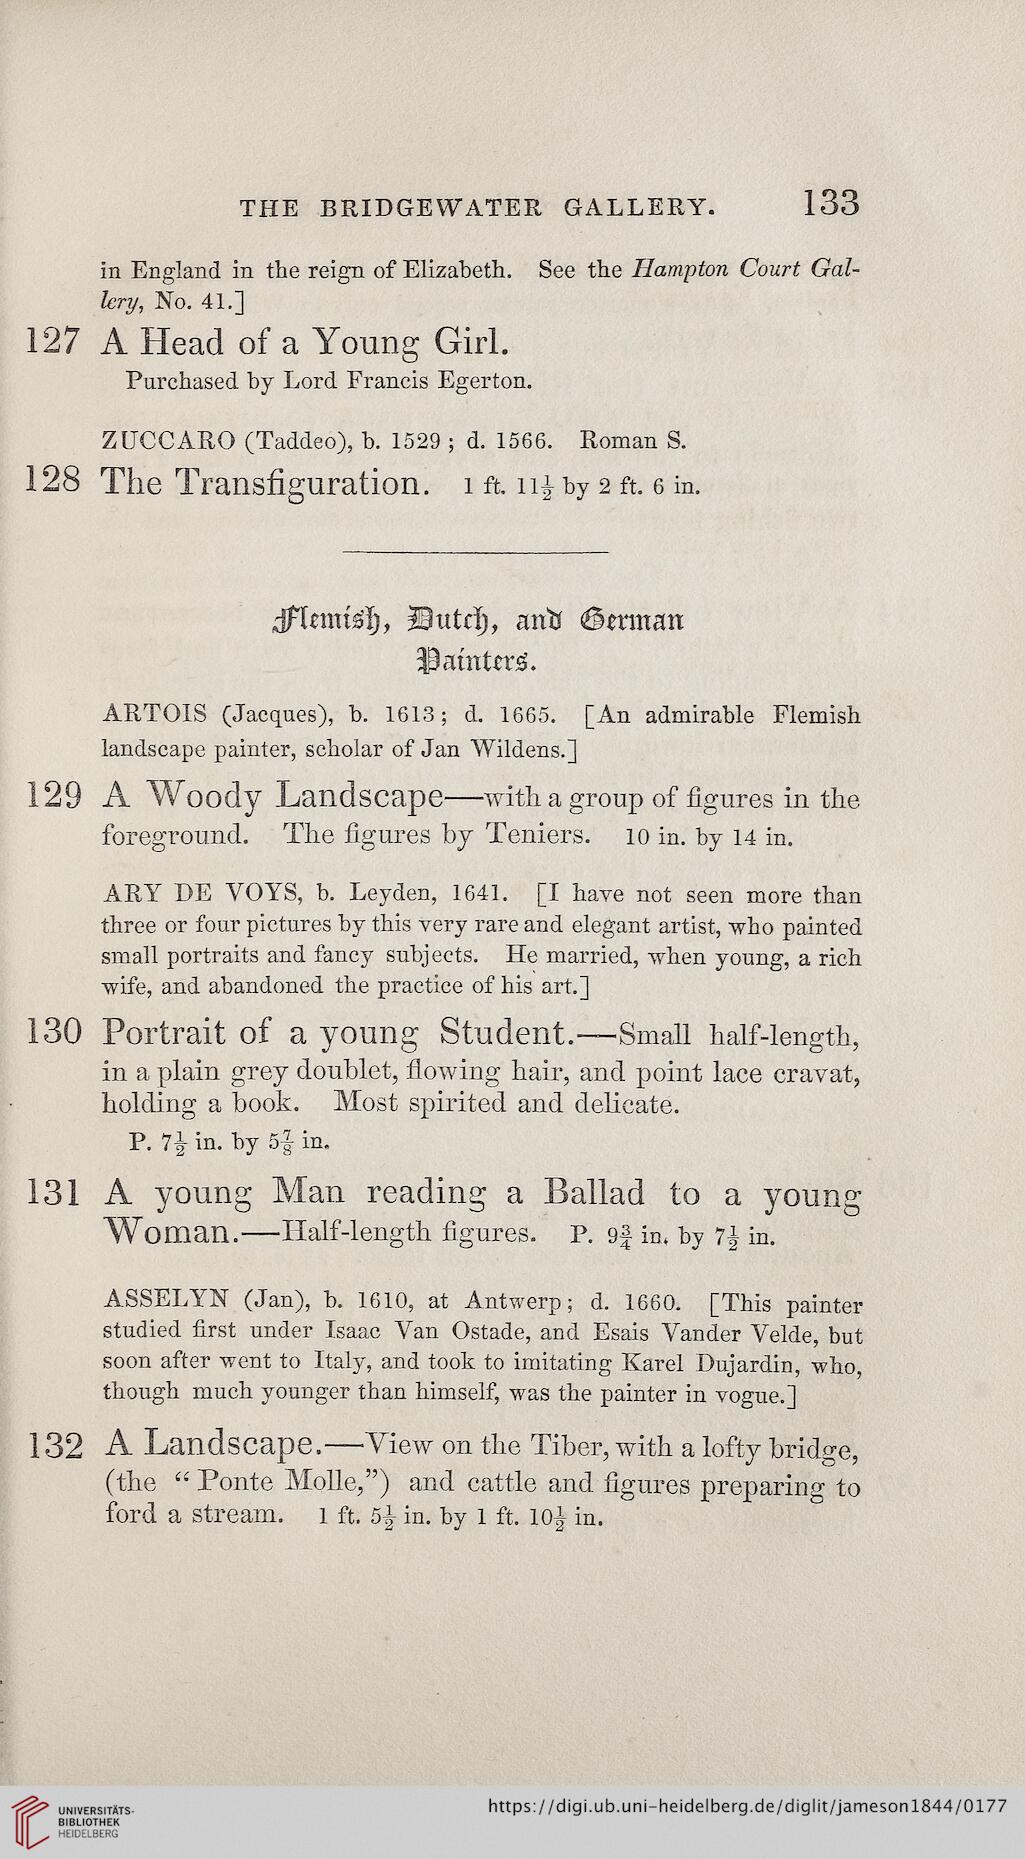 THE BRIDGEWATER GALLERY. 133
in England in the reign of Elizabeth. See the Hampton Court Gal-
lery, No. 41.]
127 A Head of a Young Girl.
Purchased by Lord Francis Egerton.
ZUCCARO (Taddeo), b. 1529; d. 1566. Roman S.
128 The Transfiguration. 1 ft. 11½ by 2 ft. 6 in.
Flemish, Dutch, and German
Painters.
ARTOIS (Jacques), b. 1613; d. 1665. [An admirable Flemish
landscape painter, scholar of Jan Wildens.]
129 A Woody Landscape—with a group of figures in the
foreground. The figures by Teniers. 10 in. by 14 in.
ARY DE VOYS, b. Leyden, 1641. [I have not seen more than
three or four pictures by this very rare and elegant artist, who painted
small portraits and fancy subjects. He married, when young, a rich
wife, and abandoned the practice of his art.]
130 Portrait of a young Student.—Small half-length,
in a plain grey doublet, flowing hair, and point lace cravat,
holding a book. Most spirited and delicate.
P. 7½ in. by 5⅞ in.
131 A young Man reading a Ballad to a young
Woman.—Half-length figures. P. 9¾ in. by 7½ in.
ASSELYN (Jan), b. 1610, at Antwerp; d. 1660. [This painter
studied first under Isaac Van Ostade, and Esais Vander Velde, but
soon after went to Italy, and took to imitating Karel Dujardin, who,
though much younger than himself, was the painter in vogue.]
132 A Landscape.—View on the Tiber, with a lofty bridge,
(the "Ponte Molle,") and cattle and figures preparing to
ford a stream. 1 ft. 5½ in. by 1 ft. 10½ in.
UNIVERSITÄTS-
BIBLIOTHEK
HEIDELBERG
https://digi.ub.uni-heidelberg.de/diglit/jameson1844/0177